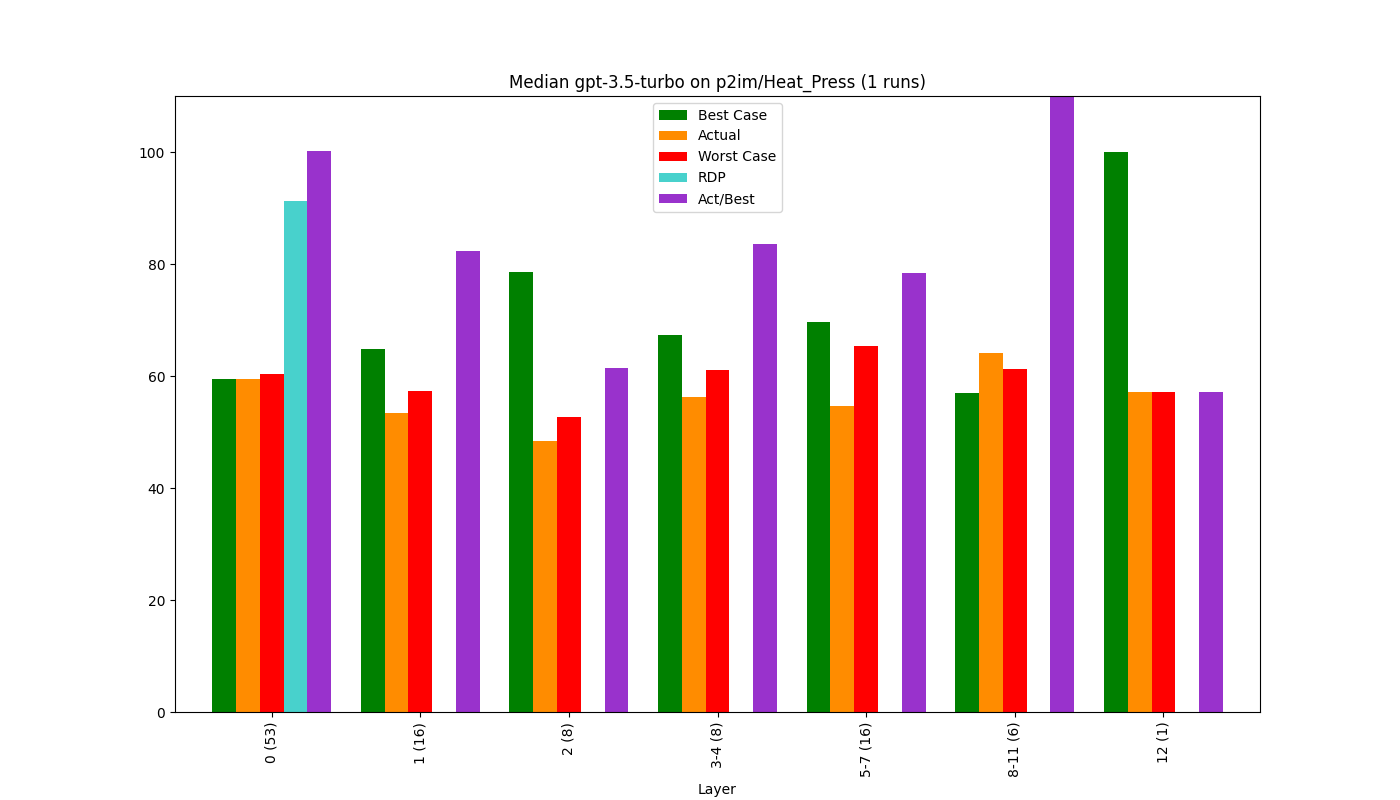 Median gpt-3.5-turbo on p2im/Heat_Press (1 runs)
Best Case
Actual
Worst Case
RDP
Act/Best
100
80
60
40
20
0
0 (53)
1 (16)
2 (8)
3-4 (8)
5-7 (16)
8-11 (6)
12 (1)
Layer